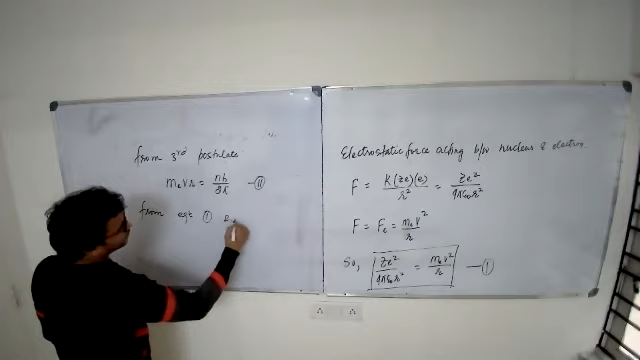 From 3rd postulate
mₑvr = nh/2π —(II)
From eqⁿ (I) &
Electrostatic force acting b/w nucleus & electron
F = K(Ze)(e)/r² = Ze²/4πε₀r²
F = Fc = mₑv²/r
So, Ze²/4πε₀r² = mₑv²/r —(I)